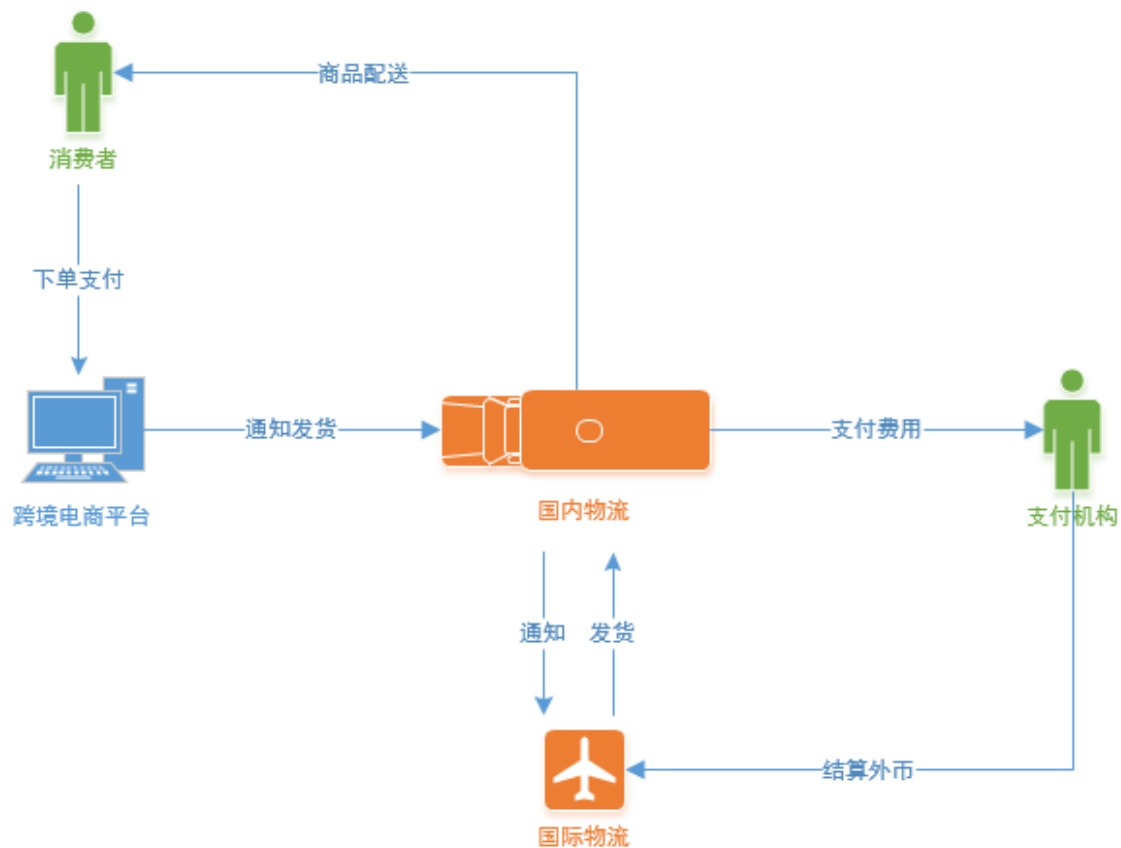 商品配送
消费者
下单支付
通知发货
支付费用
国内物流
跨境电商平台
支付机构
通知
发货
结算外币
国际物流